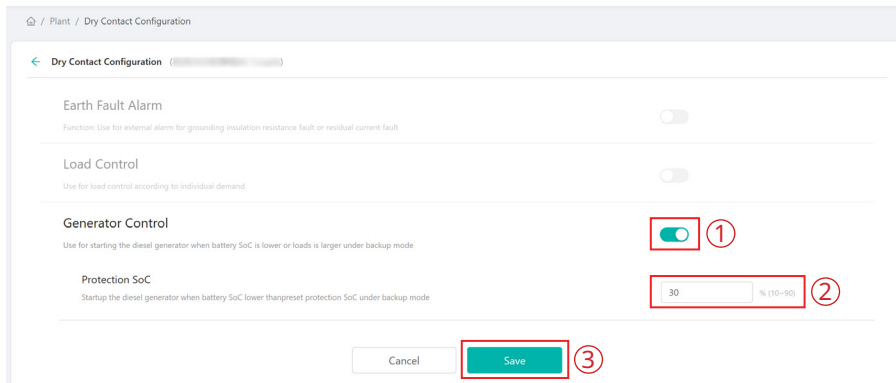 / Plant / Dry Contact Configuration
← Dry Contact Configuration ( )
Earth Fault Alarm
Function: Use for external alarm for grounding insulation resistance fault or residual current fault
Load Control
Use for load control according to individual demand
Generator Control
Use for starting the diesel generator when battery SoC is lower or loads is larger under backup mode
1
Protection SoC
Startup the diesel generator when battery SoC lower thanpreset protection SoC under backup mode
30 % (10~90) 2
Cancel Save 3